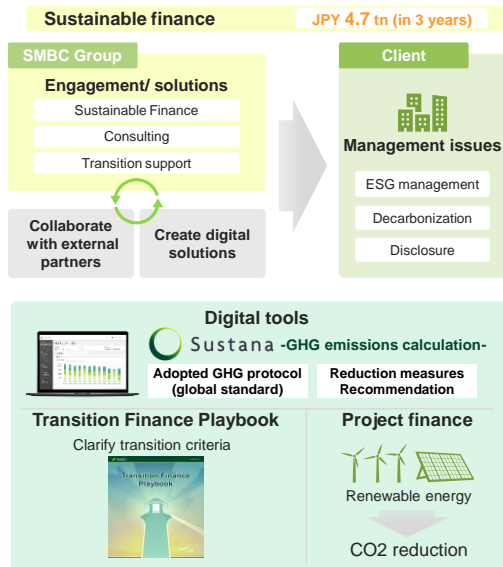 Sustainable finance
JPY 4.7 tn (in 3 years)
SMBC Group
Engagement/ solutions
Sustainable Finance
Consulting
Transition support
Collaborate
with external
partners
Create digital
solutions
Client
Management issues
ESG management
Decarbonization
Disclosure
Digital tools
Sustana -GHG emissions calculation-
Adopted GHG protocol
(global standard)
Reduction measures
Recommendation
Transition Finance Playbook
Clarify transition criteria
Transition Finance
Playbook
Project finance
Renewable energy
CO2 reduction